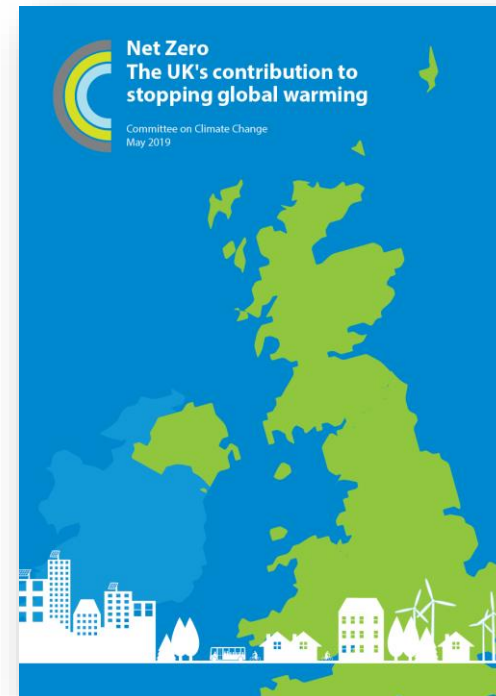 Net Zero
The UK's contribution to
stopping global warming
Committee on Climate Change
May 2019